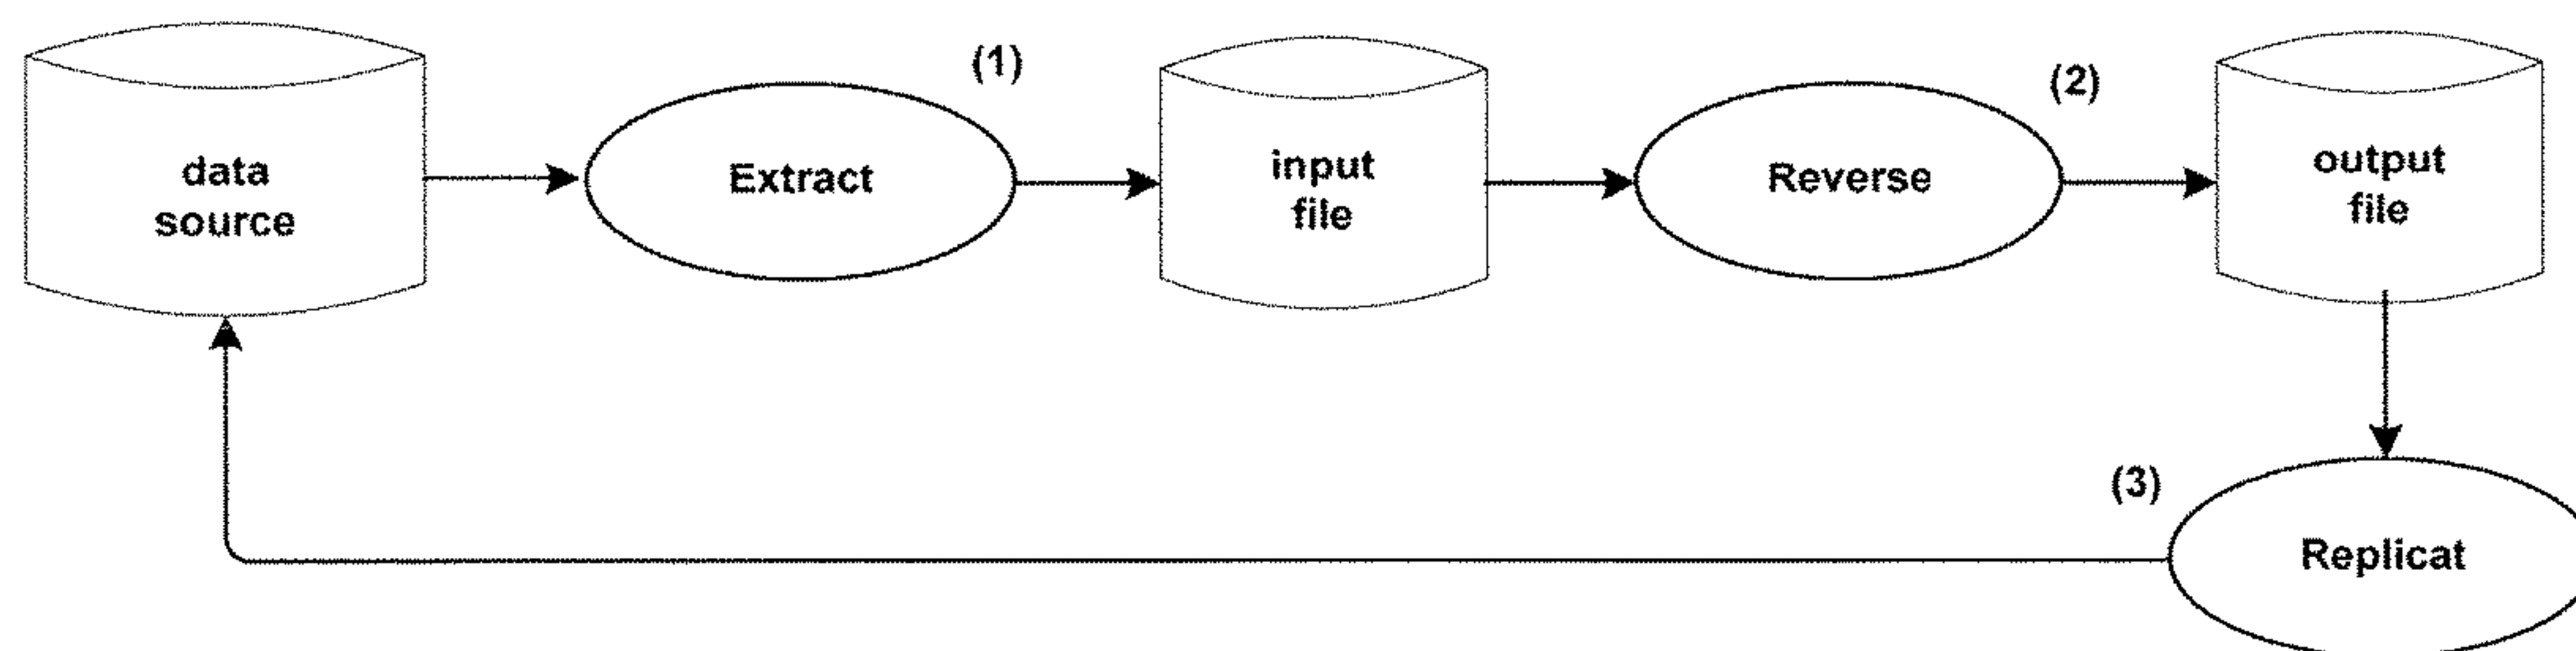 data
source
Extract
(1)
input
file
Reverse
(2)
output
file
(3)
Replicat